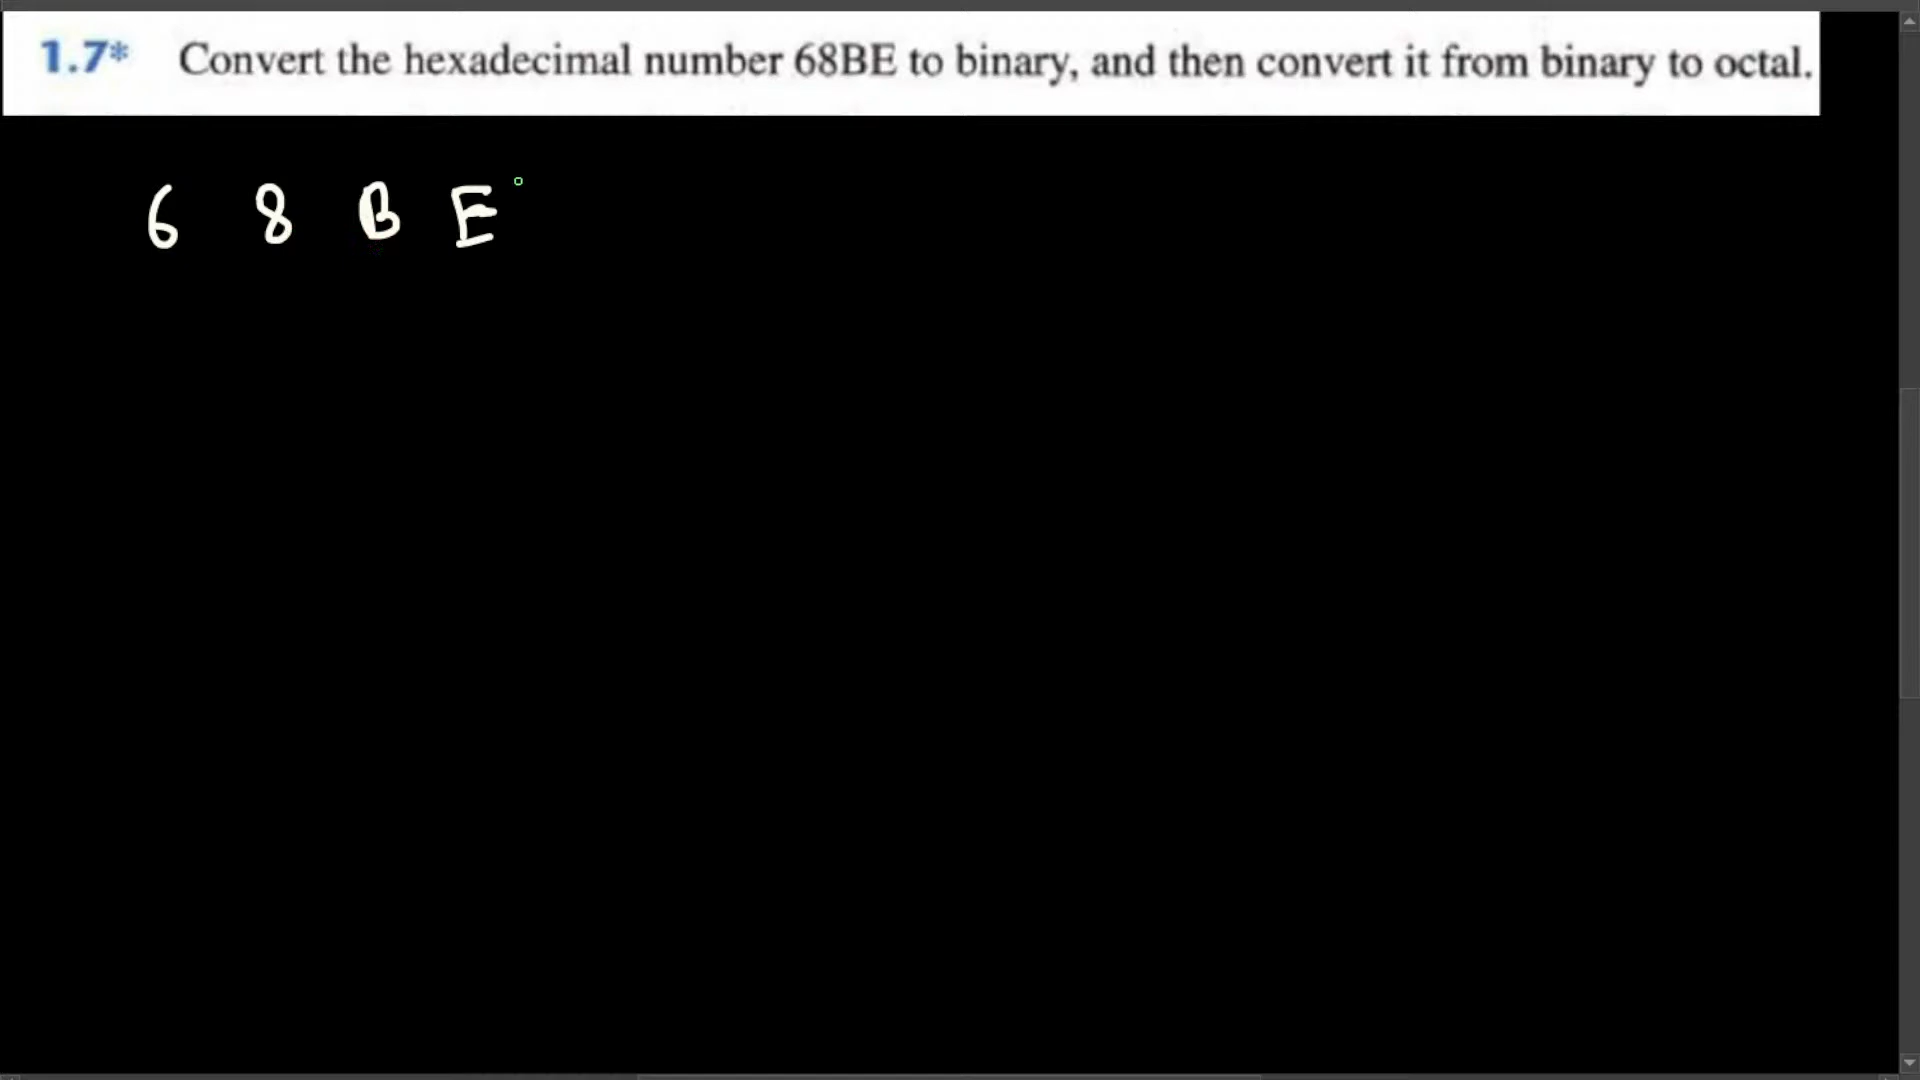 1.7* Convert the hexadecimal number 68BE to binary, and then convert it from binary to octal.
6 8 B E